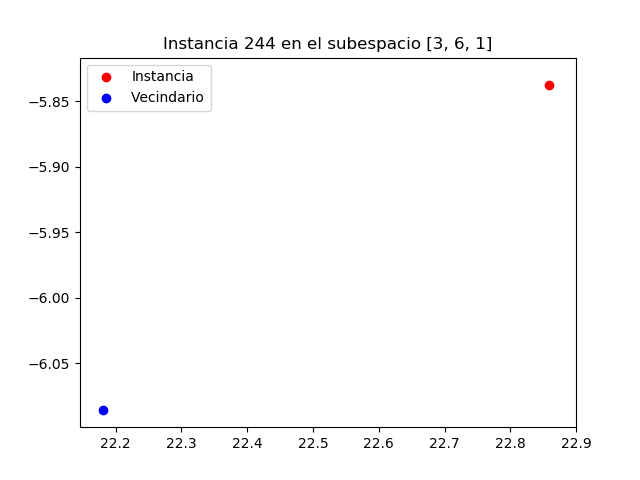 Instancia 244 en el subespacio [3, 6, 1]
Instancia
Vecindario
−5.85
−5.90
−5.95
−6.00
−6.05
22.2 22.3 22.4 22.5 22.6 22.7 22.8 22.9